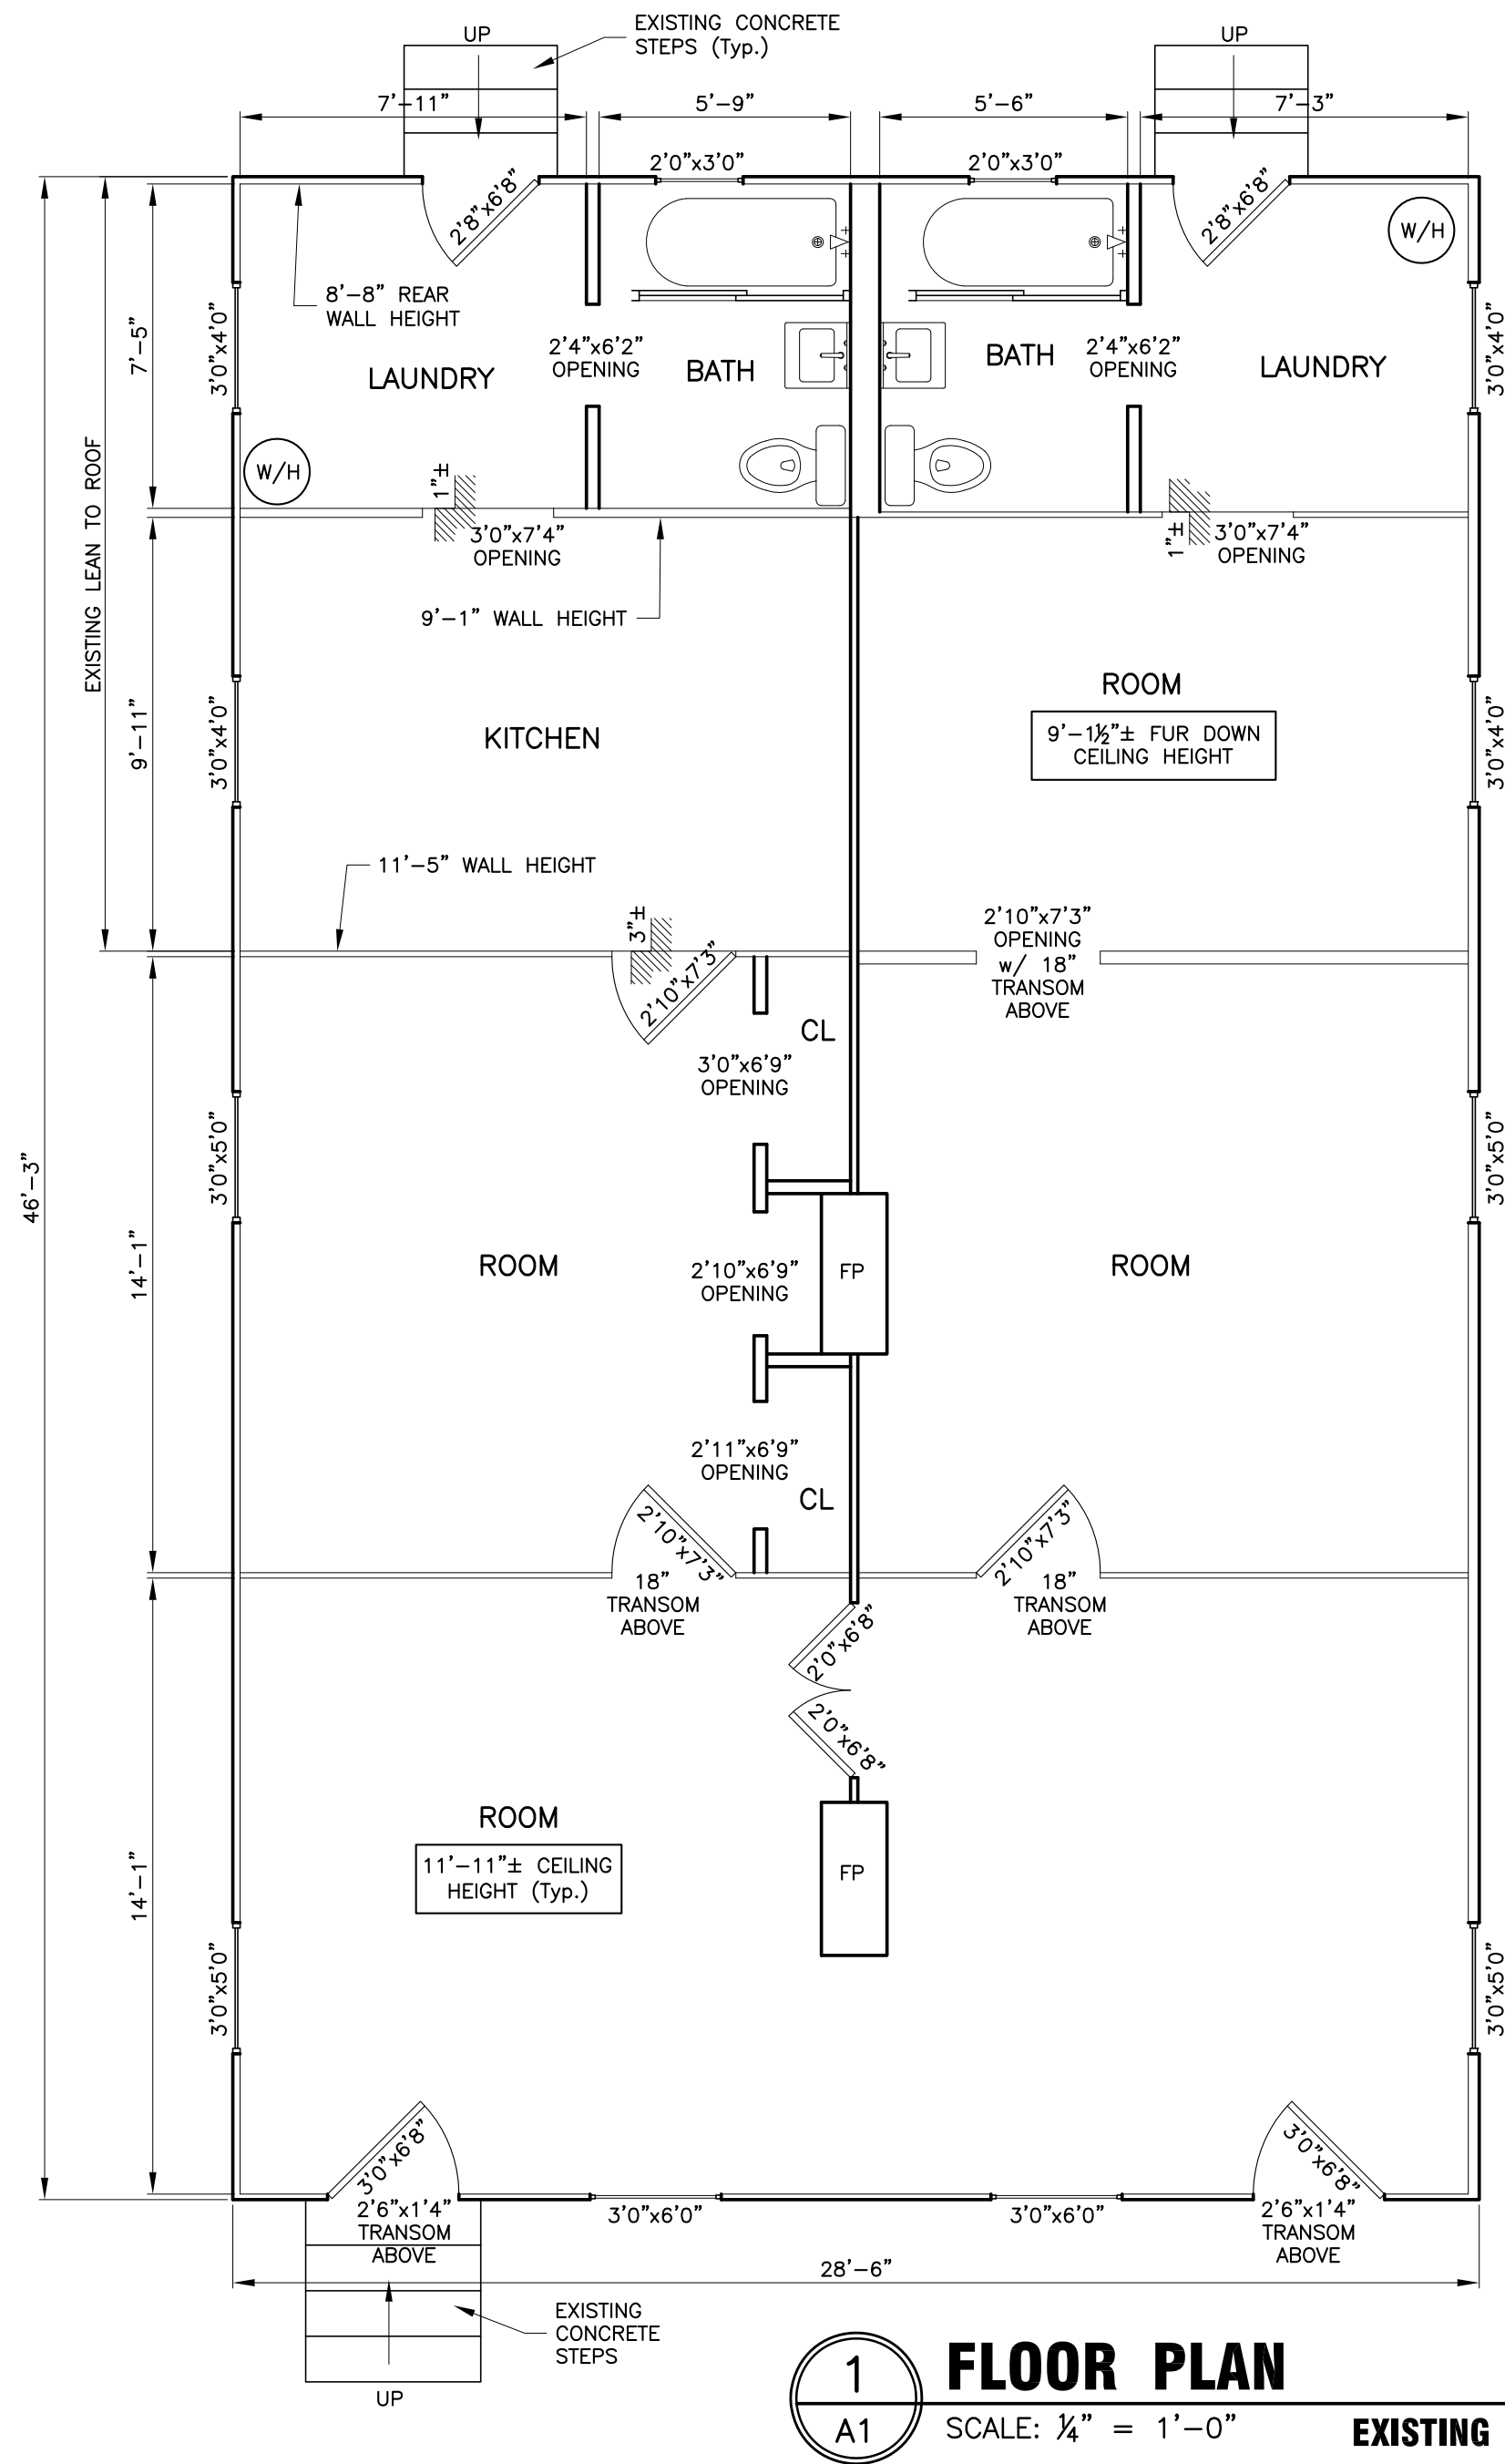 UP
EXISTING CONCRETE
STEPS (Typ.)
UP
7'-11"
5'-9"
5'-6"
7'-3"
2'0"x3'0"
2'0"x3'0"
2'8"x6'8"
2'8"x6'8"
W/H
8'-8" REAR
WALL HEIGHT
3'0"x4'0"
3'0"x4'0"
7'-5"
2'4"x6'2"
OPENING
BATH
BATH
2'4"x6'2"
OPENING
LAUNDRY
LAUNDRY
EXISTING LEAN TO ROOF
W/H
1"±
3'0"x7'4"
OPENING
1"±
3'0"x7'4"
OPENING
9'-1" WALL HEIGHT
ROOM
9'-1½"± FUR DOWN
CEILING HEIGHT
9'-11"
3'0"x4'0"
KITCHEN
3'0"x4'0"
11'-5" WALL HEIGHT
3"±
2'10"x7'3"
2'10"x7'3"
OPENING
w/ 18"
TRANSOM
ABOVE
CL
3'0"x6'9"
OPENING
46'-3"
3'0"x5'0"
3'0"x5'0"
14'-1"
ROOM
2'10"x6'9"
OPENING
FP
ROOM
2'11"x6'9"
OPENING
CL
2'10"x7'3"
18"
TRANSOM
ABOVE
2'10"x7'3"
18"
TRANSOM
ABOVE
2'0"x6'8"
2'0"x6'8"
ROOM
11'-11"± CEILING
HEIGHT (Typ.)
FP
14'-1"
3'0"x5'0"
3'0"x5'0"
3'0"x6'8"
2'6"x1'4"
TRANSOM
ABOVE
3'0"x6'0"
3'0"x6'0"
3'0"x6'8"
2'6"x1'4"
TRANSOM
ABOVE
28'-6"
EXISTING
CONCRETE
STEPS
UP
1
A1
FLOOR PLAN
SCALE: ¼" = 1'-0"
EXISTING